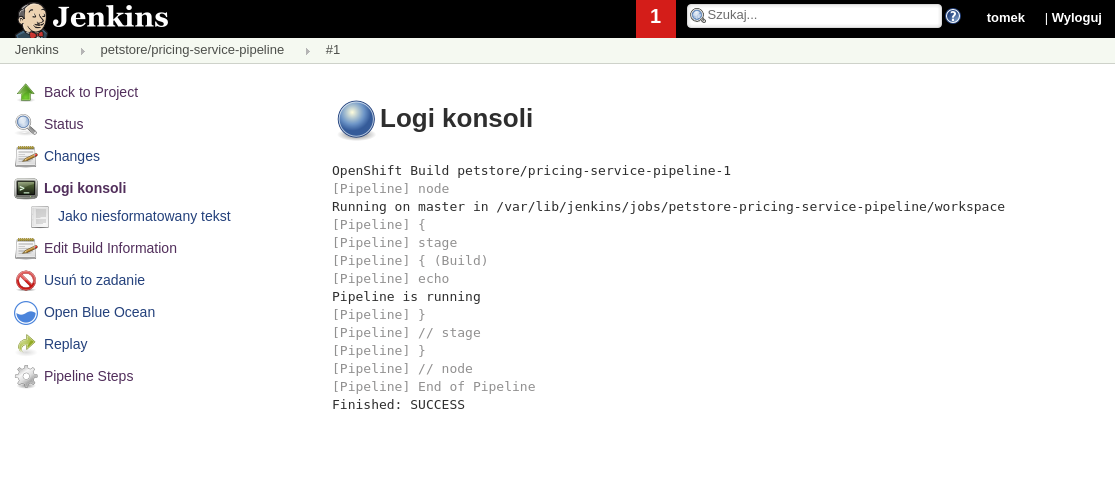 Jenkins
1
Szukaj...
?
tomek
| Wyloguj
Jenkins
petstore/pricing-service-pipeline
#1
Back to Project
Status
Changes
Logi konsoli
Jako niesformatowany tekst
Edit Build Information
Usuń to zadanie
Open Blue Ocean
Replay
Pipeline Steps
Logi konsoli
OpenShift Build petstore/pricing-service-pipeline-1
[Pipeline] node
Running on master in /var/lib/jenkins/jobs/petstore-pricing-service-pipeline/workspace
[Pipeline] {
[Pipeline] stage
[Pipeline] { (Build)
[Pipeline] echo
Pipeline is running
[Pipeline] }
[Pipeline] // stage
[Pipeline] }
[Pipeline] // node
[Pipeline] End of Pipeline
Finished: SUCCESS